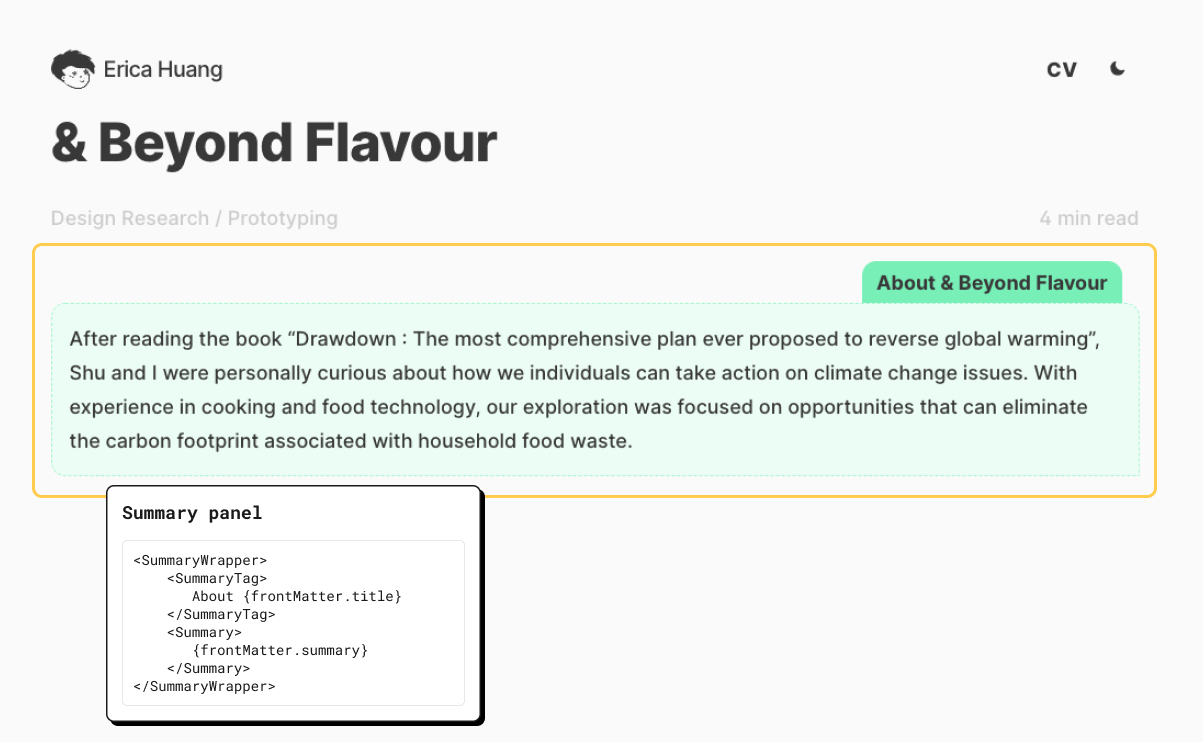 Erica Huang
CV
& Beyond Flavour
Design Research / Prototyping
4 min read
About & Beyond Flavour
After reading the book “Drawdown : The most comprehensive plan ever proposed to reverse global warming”,
Shu and I were personally curious about how we individuals can take action on climate change issues. With
experience in cooking and food technology, our exploration was focused on opportunities that can eliminate
the carbon footprint associated with household food waste.
Summary panel
<SummaryWrapper>
    <SummaryTag>
       About {frontMatter.title}
    </SummaryTag>
    <Summary>
       {frontMatter.summary}
    </Summary>
</SummaryWrapper>